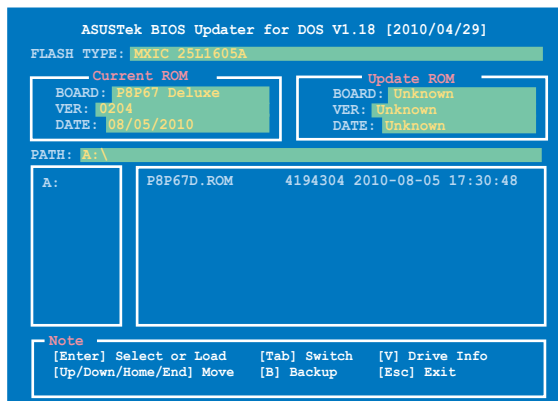 ASUSTek BIOS Updater for DOS V1.18 [2010/04/29]
FLASH TYPE: MXIC 25L1605A
Current ROM
BOARD: P8P67 Deluxe
VER: 0204
DATE: 08/05/2010
Update ROM
BOARD: Unknown
VER: Unknown
DATE: Unknown
PATH: A:\
A:
P8P67D.ROM 4194304 2010-08-05 17:30:48
Note
[Enter] Select or Load [Tab] Switch [V] Drive Info
[Up/Down/Home/End] Move [B] Backup [Esc] Exit